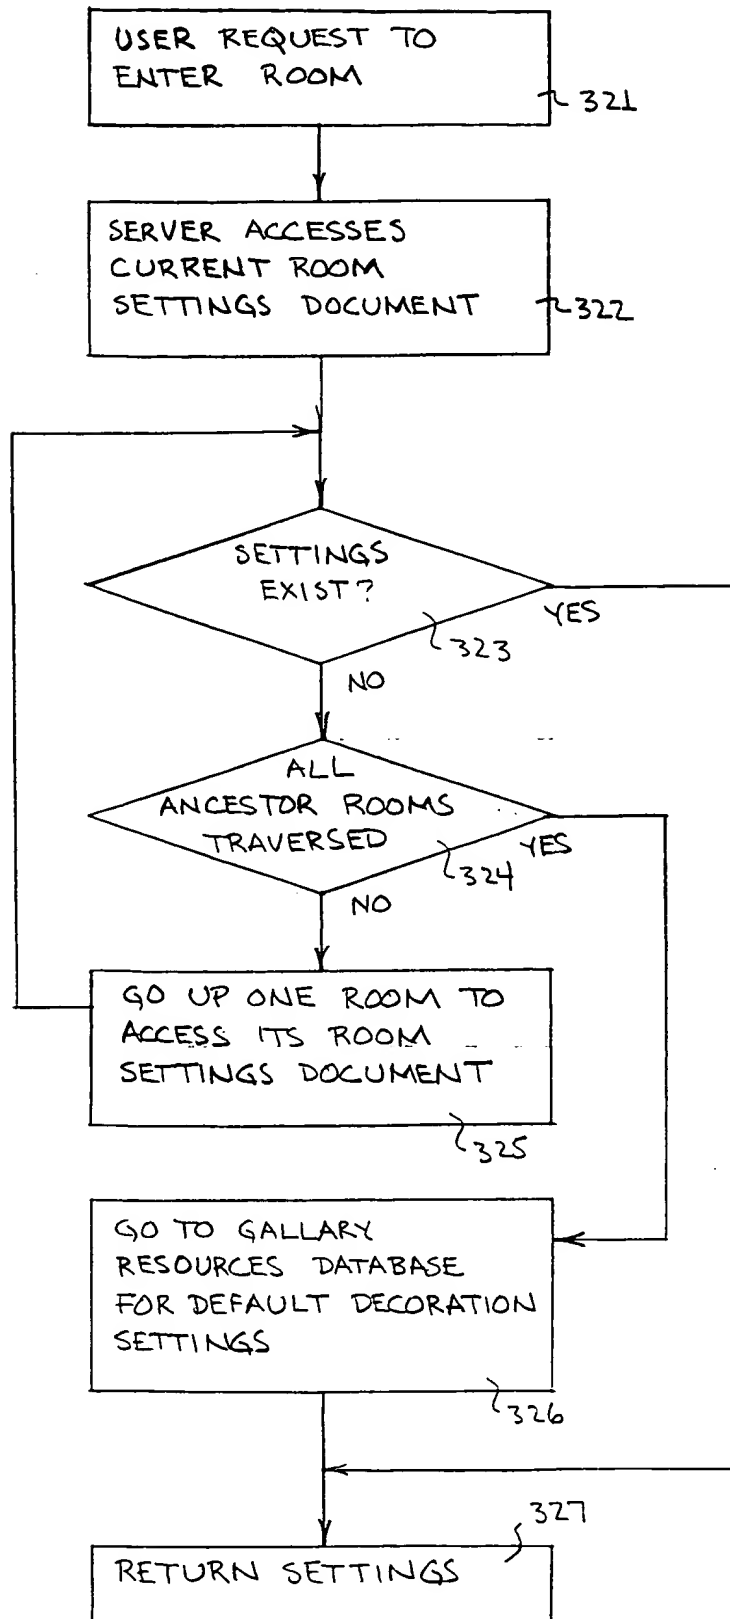 USER REQUEST TO
ENTER ROOM
321
SERVER ACCESSES
CURRENT ROOM
SETTINGS DOCUMENT
322
SETTINGS
EXIST?
323
YES
NO
ALL
ANCESTOR ROOMS
TRAVERSED
324
YES
NO
GO UP ONE ROOM TO
ACCESS ITS ROOM
SETTINGS DOCUMENT
325
GO TO GALLARY
RESOURCES DATABASE
FOR DEFAULT DECORATION
SETTINGS
326
327
RETURN SETTINGS